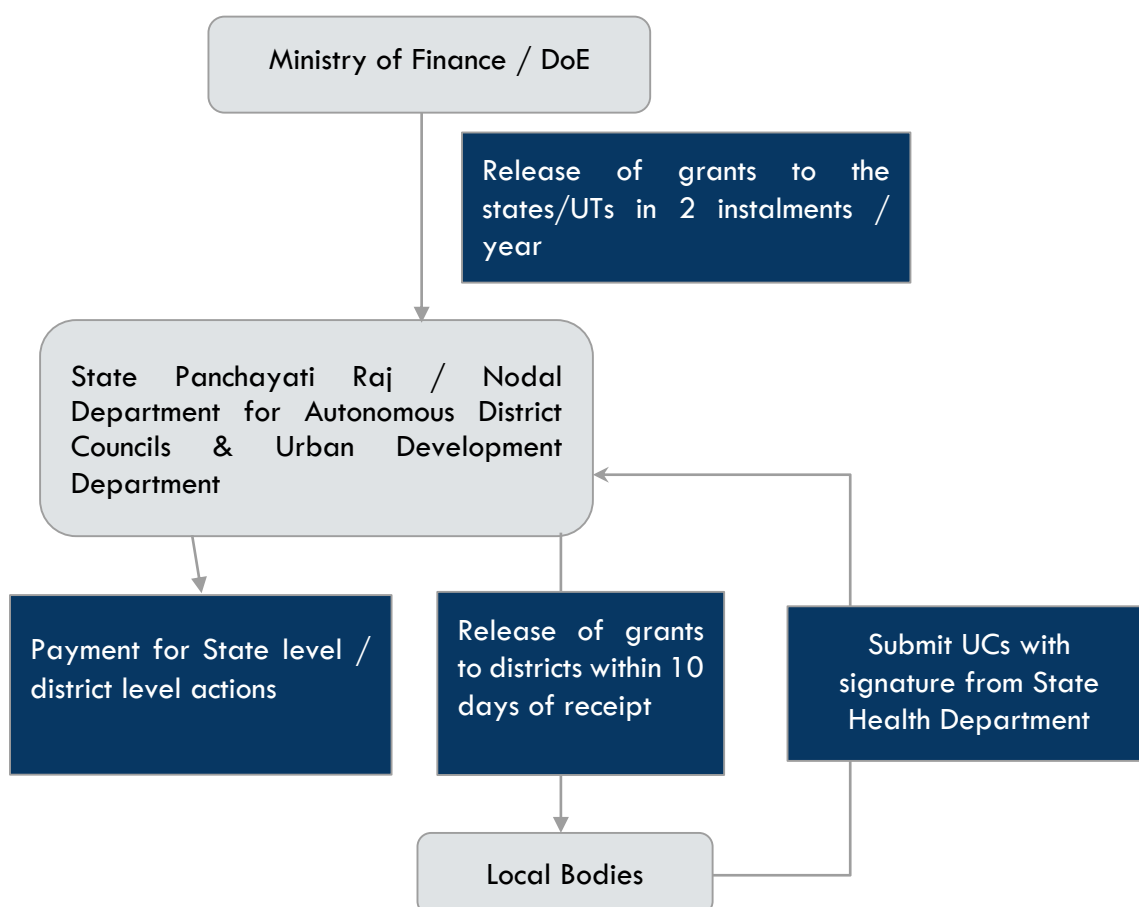 Ministry of Finance / DoE
Release of grants to the
states/UTs in 2 instalments /
year
State Panchayati Raj / Nodal
Department for Autonomous District
Councils & Urban Development
Department
Payment for State level /
district level actions
Release of grants
to districts within 10
days of receipt
Submit UCs with
signature from State
Health Department
Local Bodies